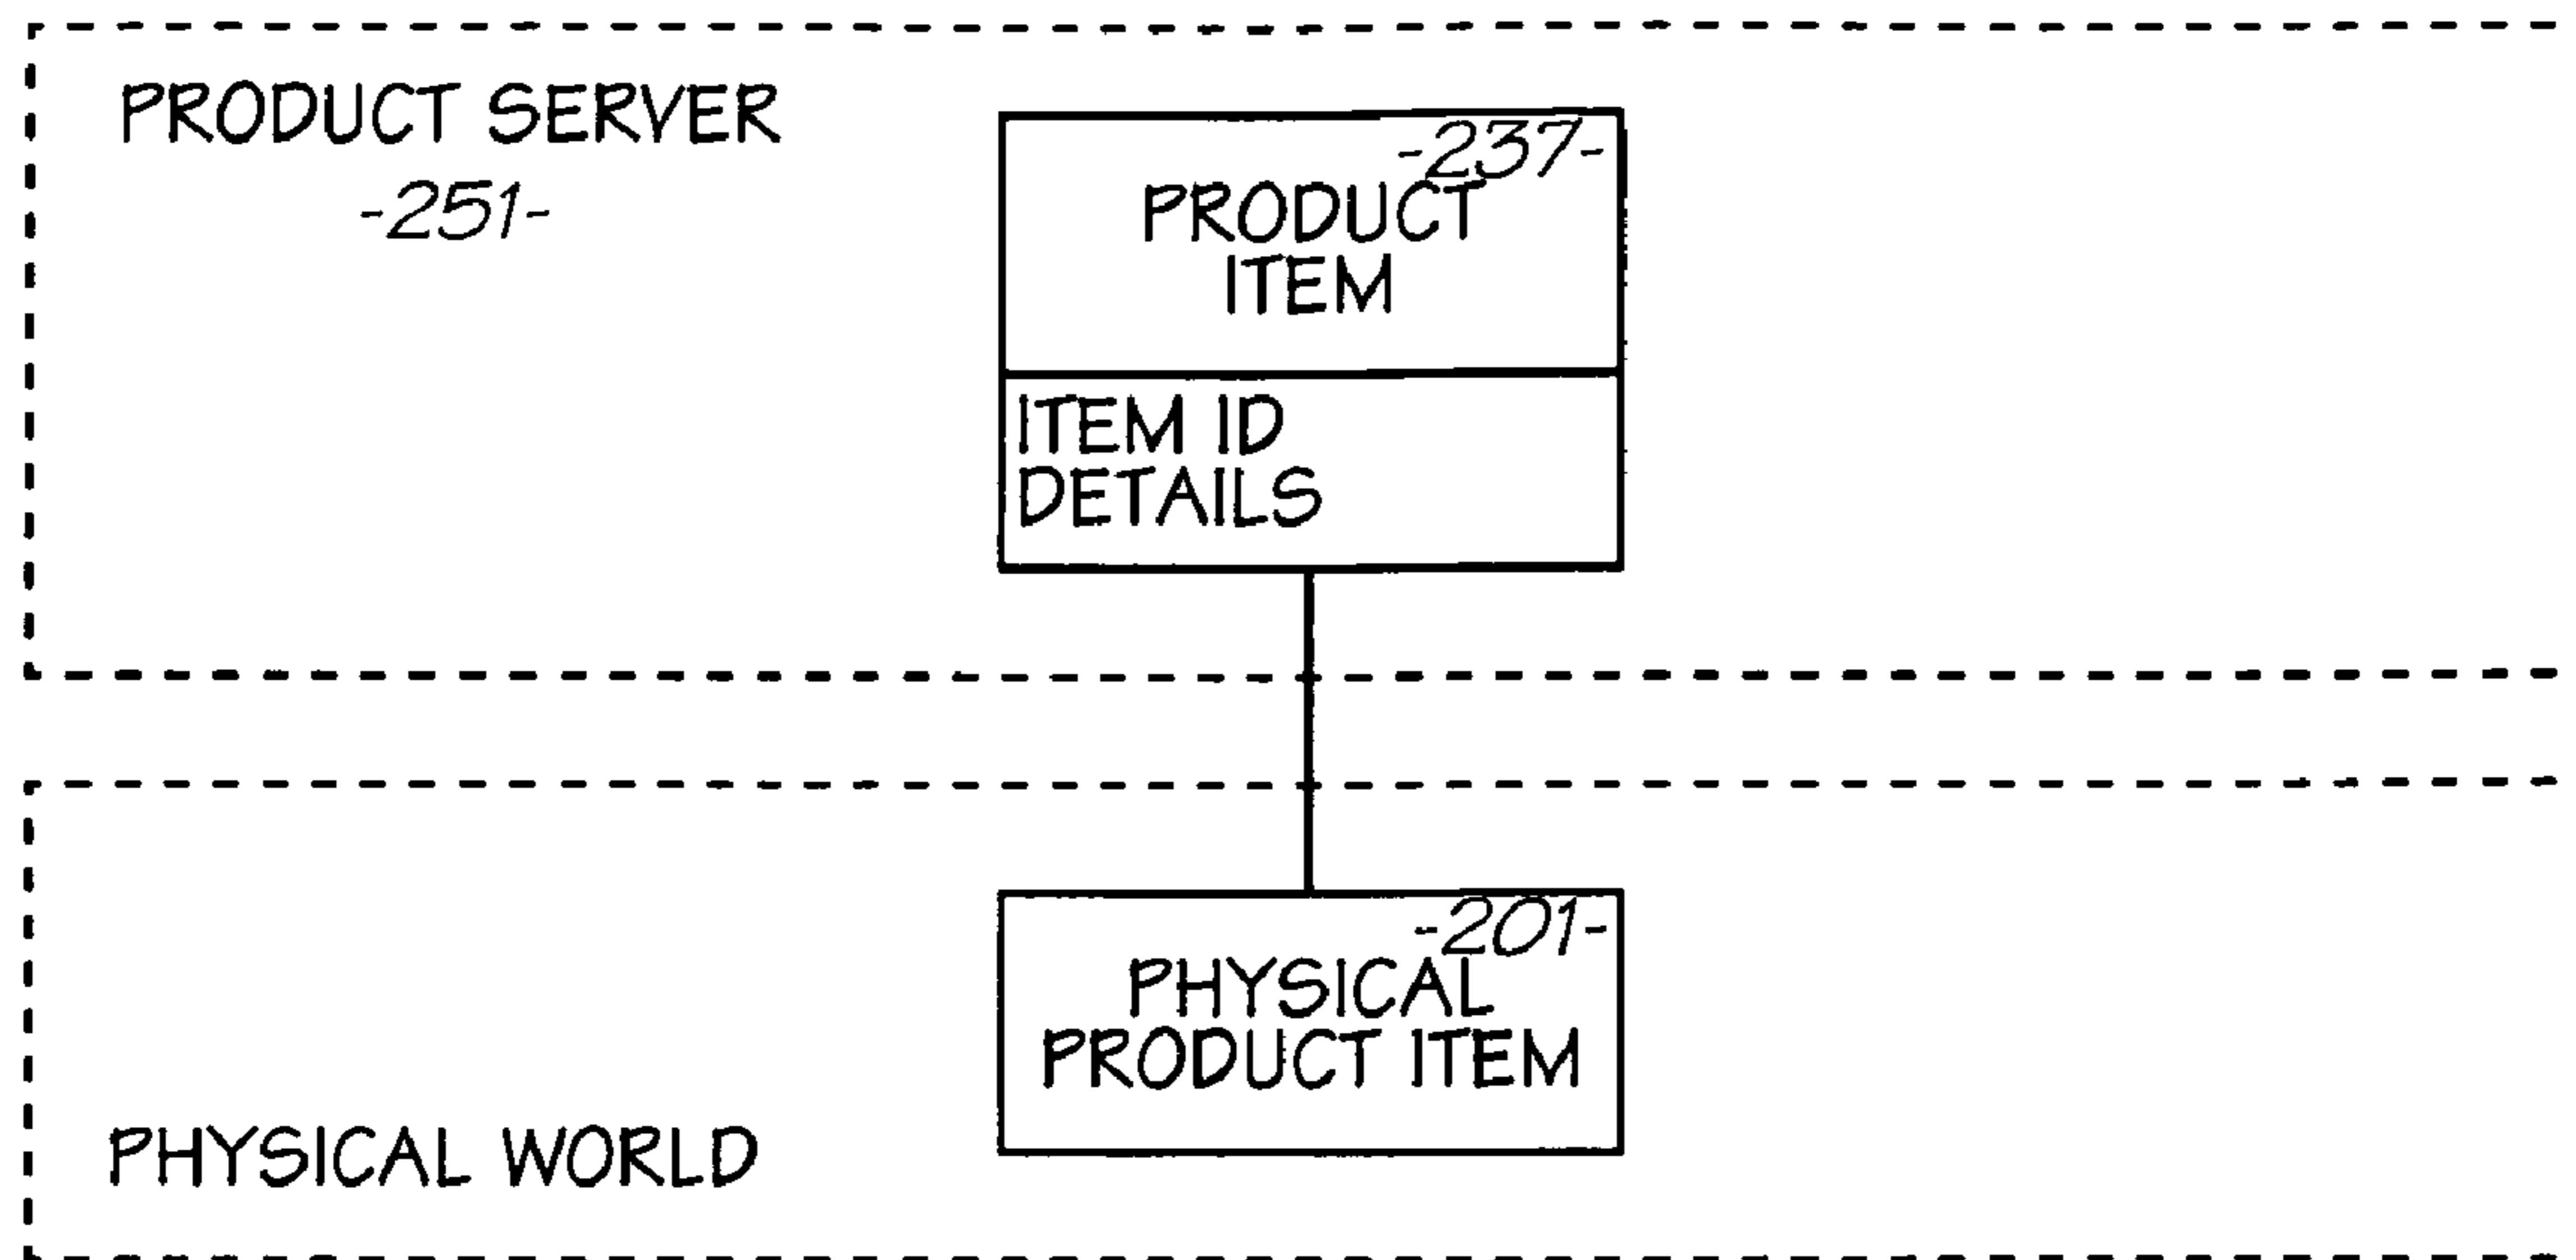 PRODUCT SERVER
-251-
-237-
PRODUCT
ITEM
ITEM ID
DETAILS
-201-
PHYSICAL
PRODUCT ITEM
PHYSICAL WORLD